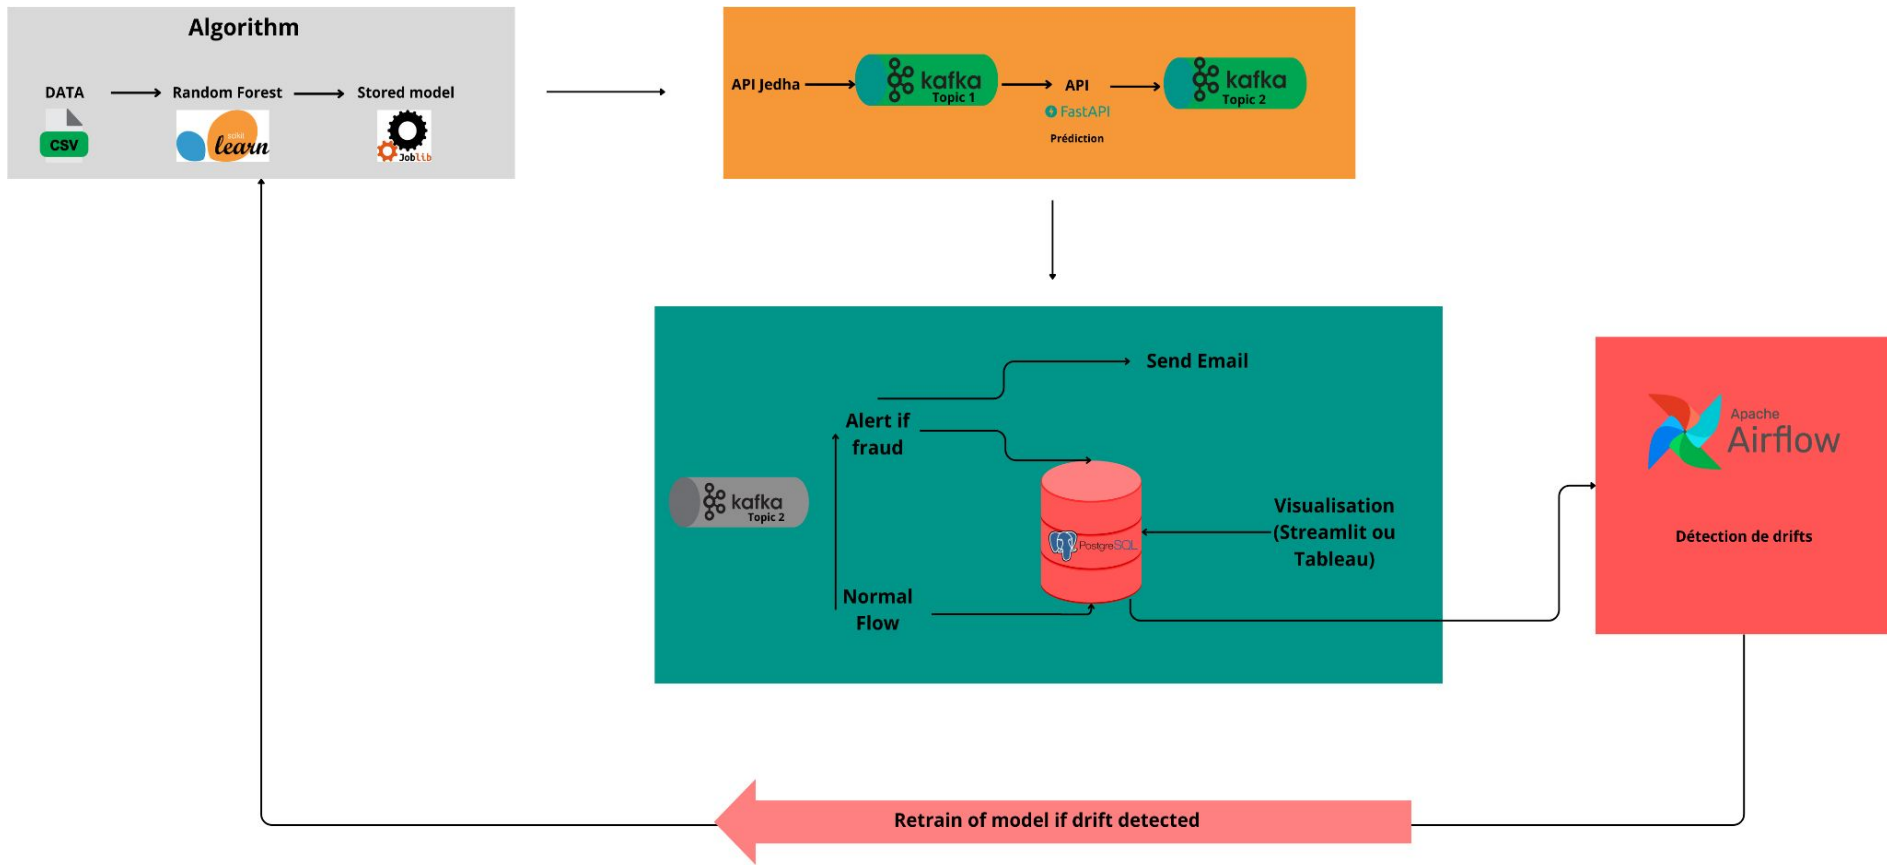 Algorithm
DATA
Random Forest
Stored model
CSV
scikit
learn
Joblib
API Jedha
kafka
Topic 1
API
FastAPI
Prédiction
kafka
Topic 2
Send Email
Alert if
fraud
kafka
Topic 2
PostgreSQL
Visualisation
(Streamlit ou
Tableau)
Normal
Flow
Apache
Airflow
Détection de drifts
Retrain of model if drift detected